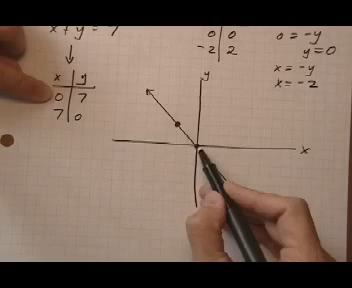 x + y = 7
x | y
0 | 7
7 | 0
0 | 0
-2 | 2
0 = -y
y = 0
x = -y
x = -2
y
x